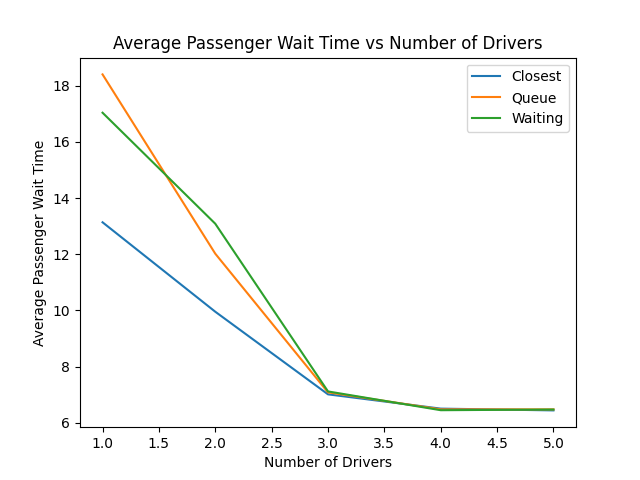 Average Passenger Wait Time vs Number of Drivers
Closest
Queue
Waiting
Average Passenger Wait Time
18
16
14
12
10
8
6
1.0 1.5 2.0 2.5 3.0 3.5 4.0 4.5 5.0
Number of Drivers